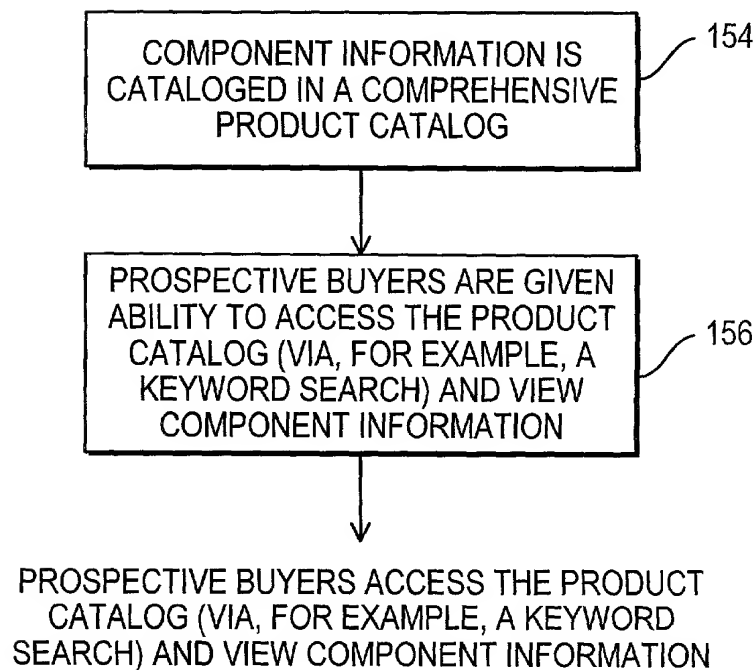 COMPONENT INFORMATION IS
CATALOGED IN A COMPREHENSIVE
PRODUCT CATALOG
154
PROSPECTIVE BUYERS ARE GIVEN
ABILITY TO ACCESS THE PRODUCT
CATALOG (VIA, FOR EXAMPLE, A
KEYWORD SEARCH) AND VIEW
COMPONENT INFORMATION
156
PROSPECTIVE BUYERS ACCESS THE PRODUCT
CATALOG (VIA, FOR EXAMPLE, A KEYWORD
SEARCH) AND VIEW COMPONENT INFORMATION